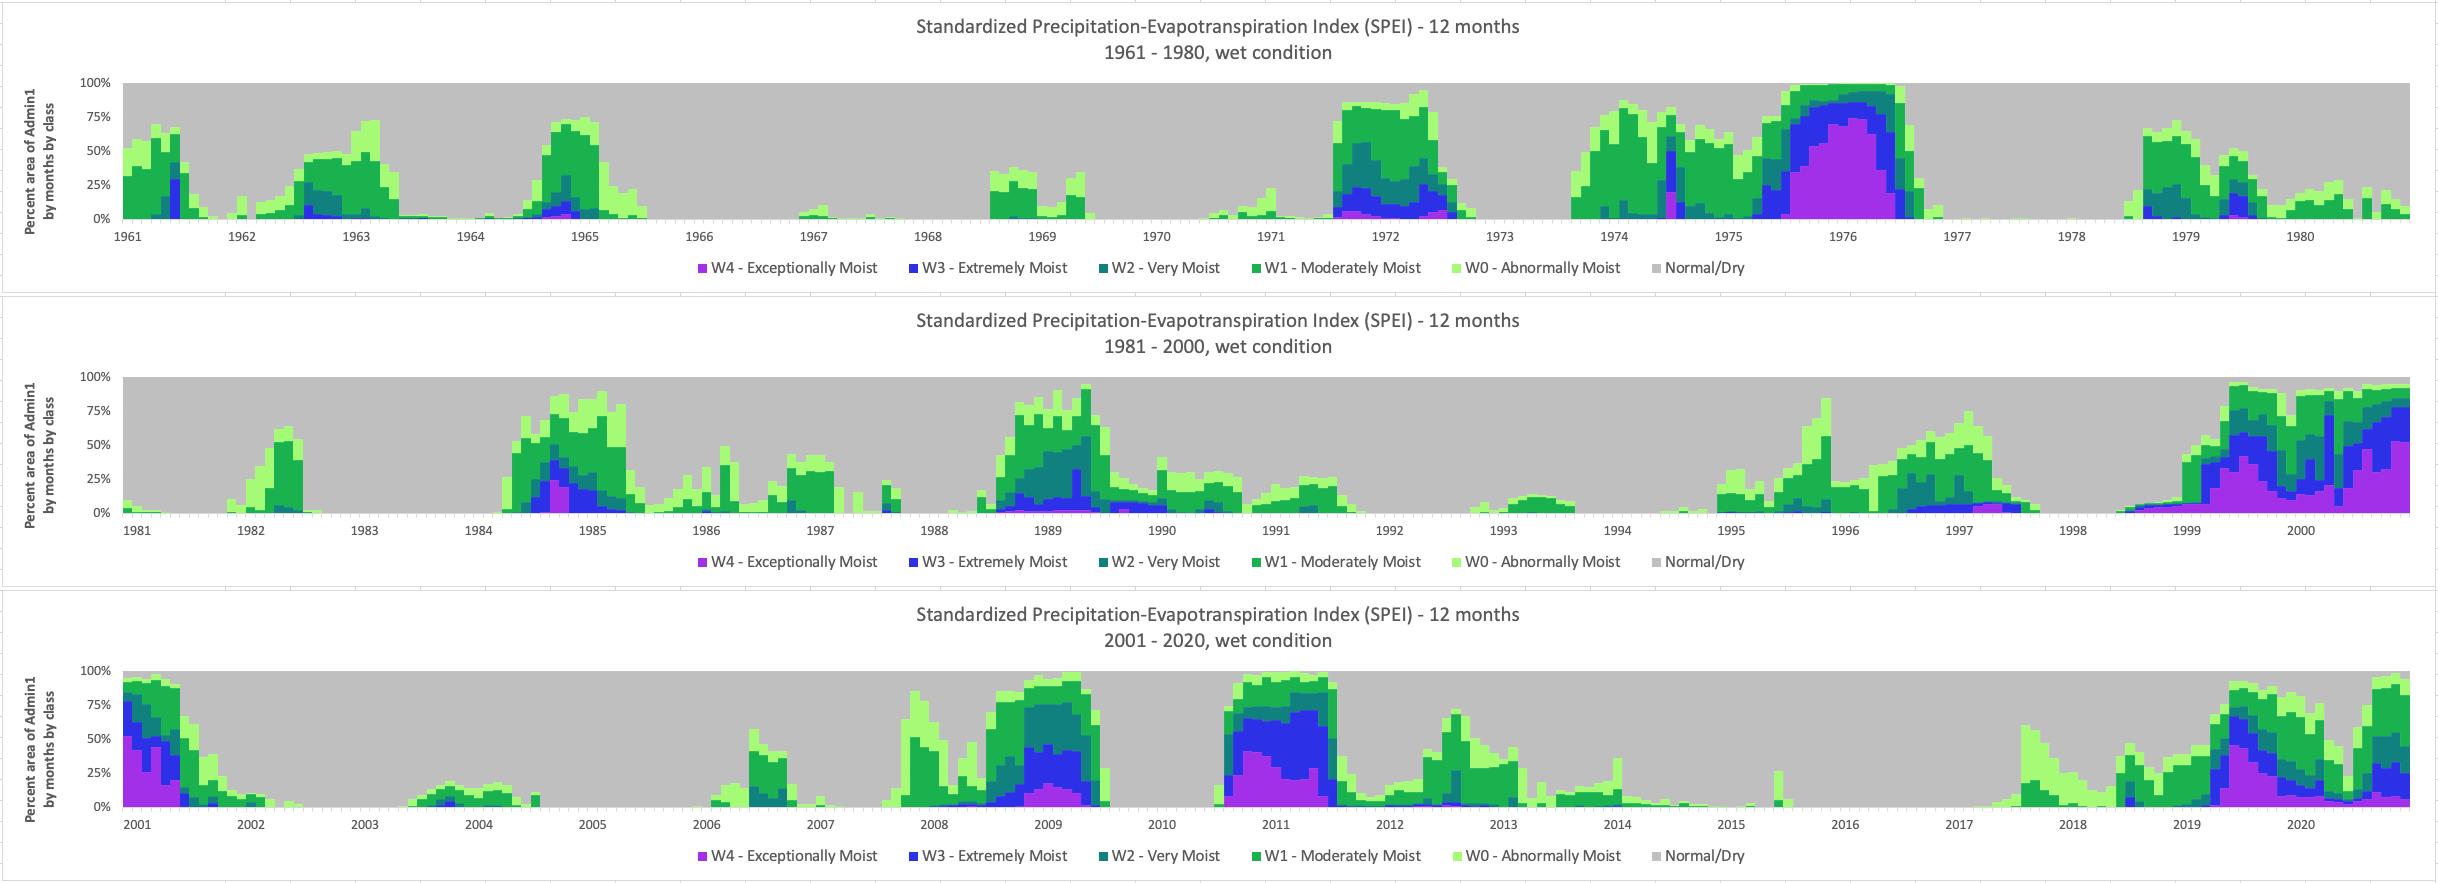 Standardized Precipitation-Evapotranspiration Index (SPEI) - 12 months
1961 - 1980, wet condition
Percent area of Admin1
by months by class
100%
75%
50%
25%
0%
1961 1962 1963 1964 1965 1966 1967 1968 1969 1970 1971 1972 1973 1974 1975 1976 1977 1978 1979 1980
W4 - Exceptionally Moist W3 - Extremely Moist W2 - Very Moist W1 - Moderately Moist W0 - Abnormally Moist Normal/Dry
Standardized Precipitation-Evapotranspiration Index (SPEI) - 12 months
1981 - 2000, wet condition
Percent area of Admin1
by months by class
100%
75%
50%
25%
0%
1981 1982 1983 1984 1985 1986 1987 1988 1989 1990 1991 1992 1993 1994 1995 1996 1997 1998 1999 2000
W4 - Exceptionally Moist W3 - Extremely Moist W2 - Very Moist W1 - Moderately Moist W0 - Abnormally Moist Normal/Dry
Standardized Precipitation-Evapotranspiration Index (SPEI) - 12 months
2001 - 2020, wet condition
Percent area of Admin1
by months by class
100%
75%
50%
25%
0%
2001 2002 2003 2004 2005 2006 2007 2008 2009 2010 2011 2012 2013 2014 2015 2016 2017 2018 2019 2020
W4 - Exceptionally Moist W3 - Extremely Moist W2 - Very Moist W1 - Moderately Moist W0 - Abnormally Moist Normal/Dry